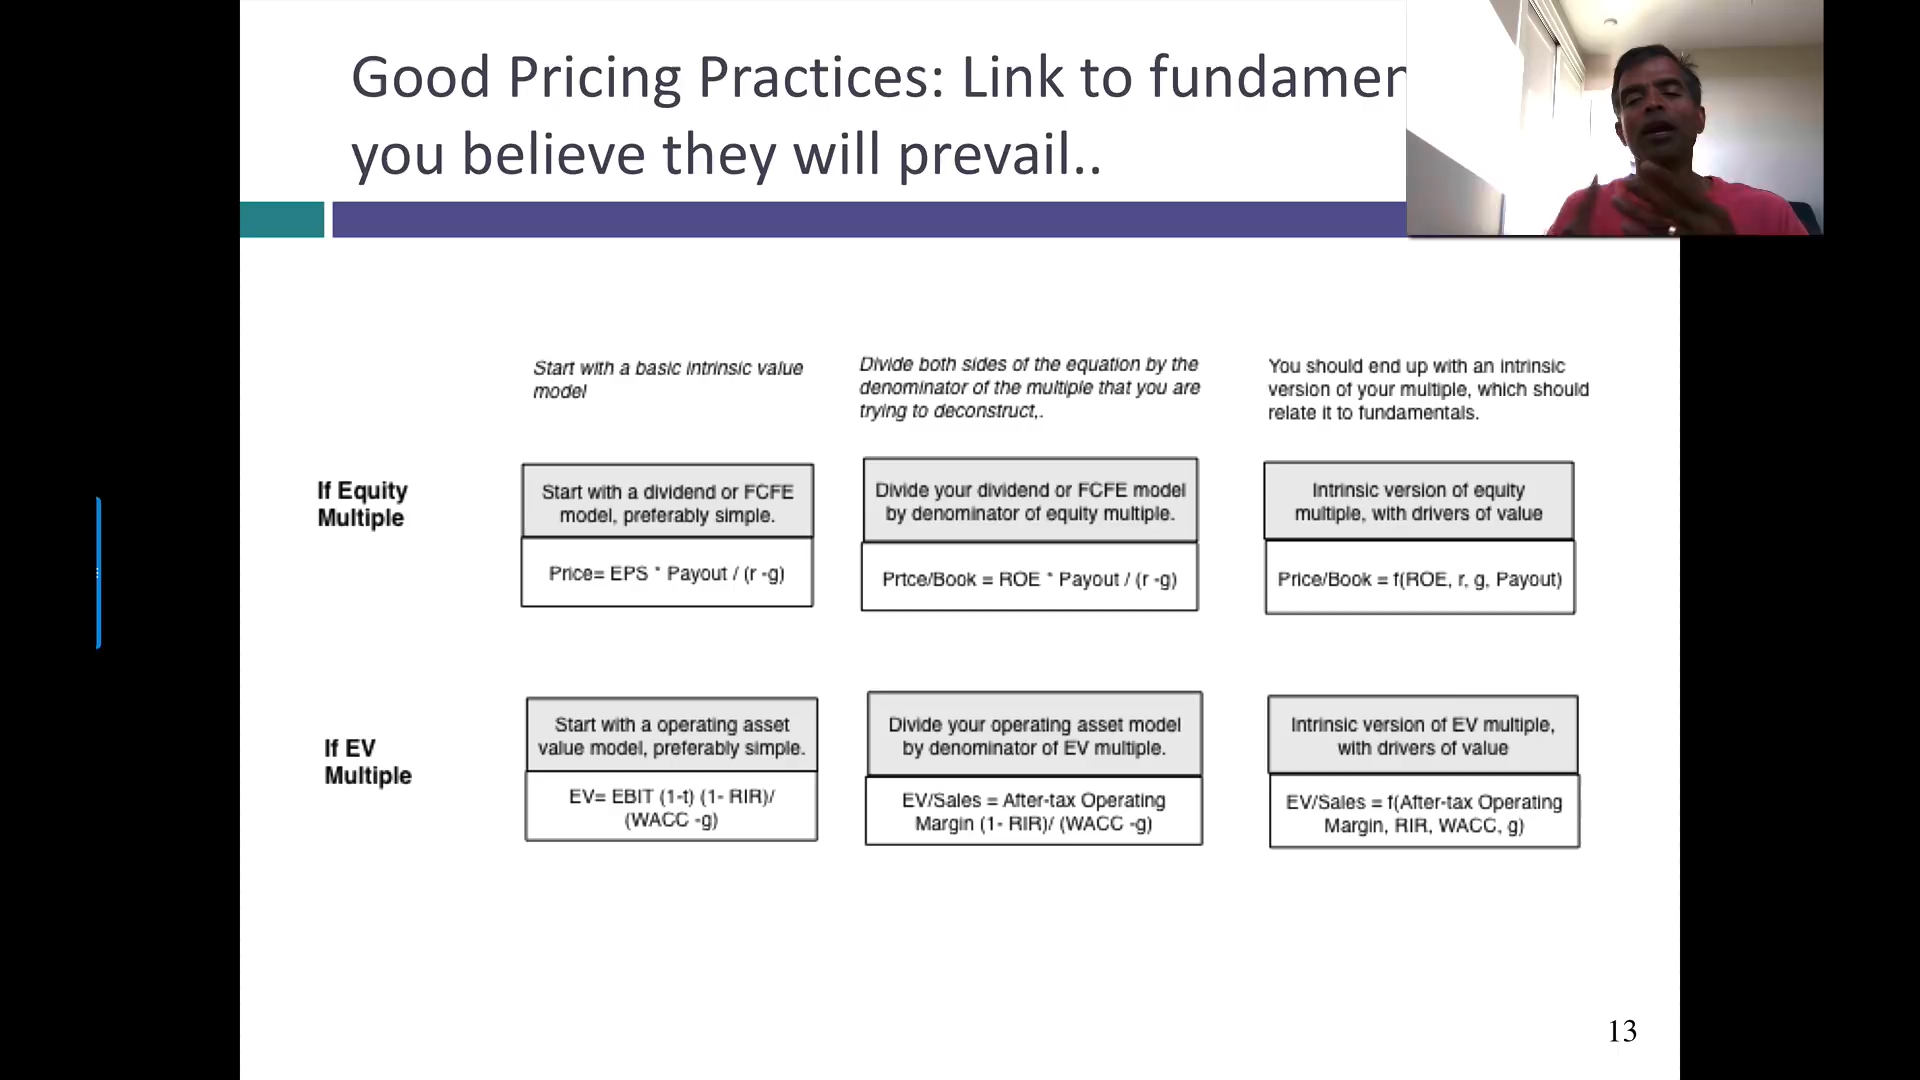 Good Pricing Practices: Link to fundamen
you believe they will prevail..
Start with a basic intrinsic value
model
Divide both sides of the equation by the
denominator of the multiple that you are
trying to deconstruct,.
You should end up with an intrinsic
version of your multiple, which should
relate it to fundamentals.
If Equity
Multiple
Start with a dividend or FCFE
model, preferably simple.
Price= EPS * Payout / (r -g)
Divide your dividend or FCFE model
by denominator of equity multiple.
Prtce/Book = ROE * Payout / (r -g)
Intrinsic version of equity
multiple, with drivers of value
Price/Book = f(ROE, r, g, Payout)
If EV
Multiple
Start with a operating asset
value model, preferably simple.
EV= EBIT (1-t) (1- RIR)/
(WACC -g)
Divide your operating asset model
by denominator of EV multiple.
EV/Sales = After-tax Operating
Margin (1- RIR)/ (WACC -g)
Intrinsic version of EV multiple,
with drivers of value
EV/Sales = f(After-tax Operating
Margin, RIR, WACC, g)
13